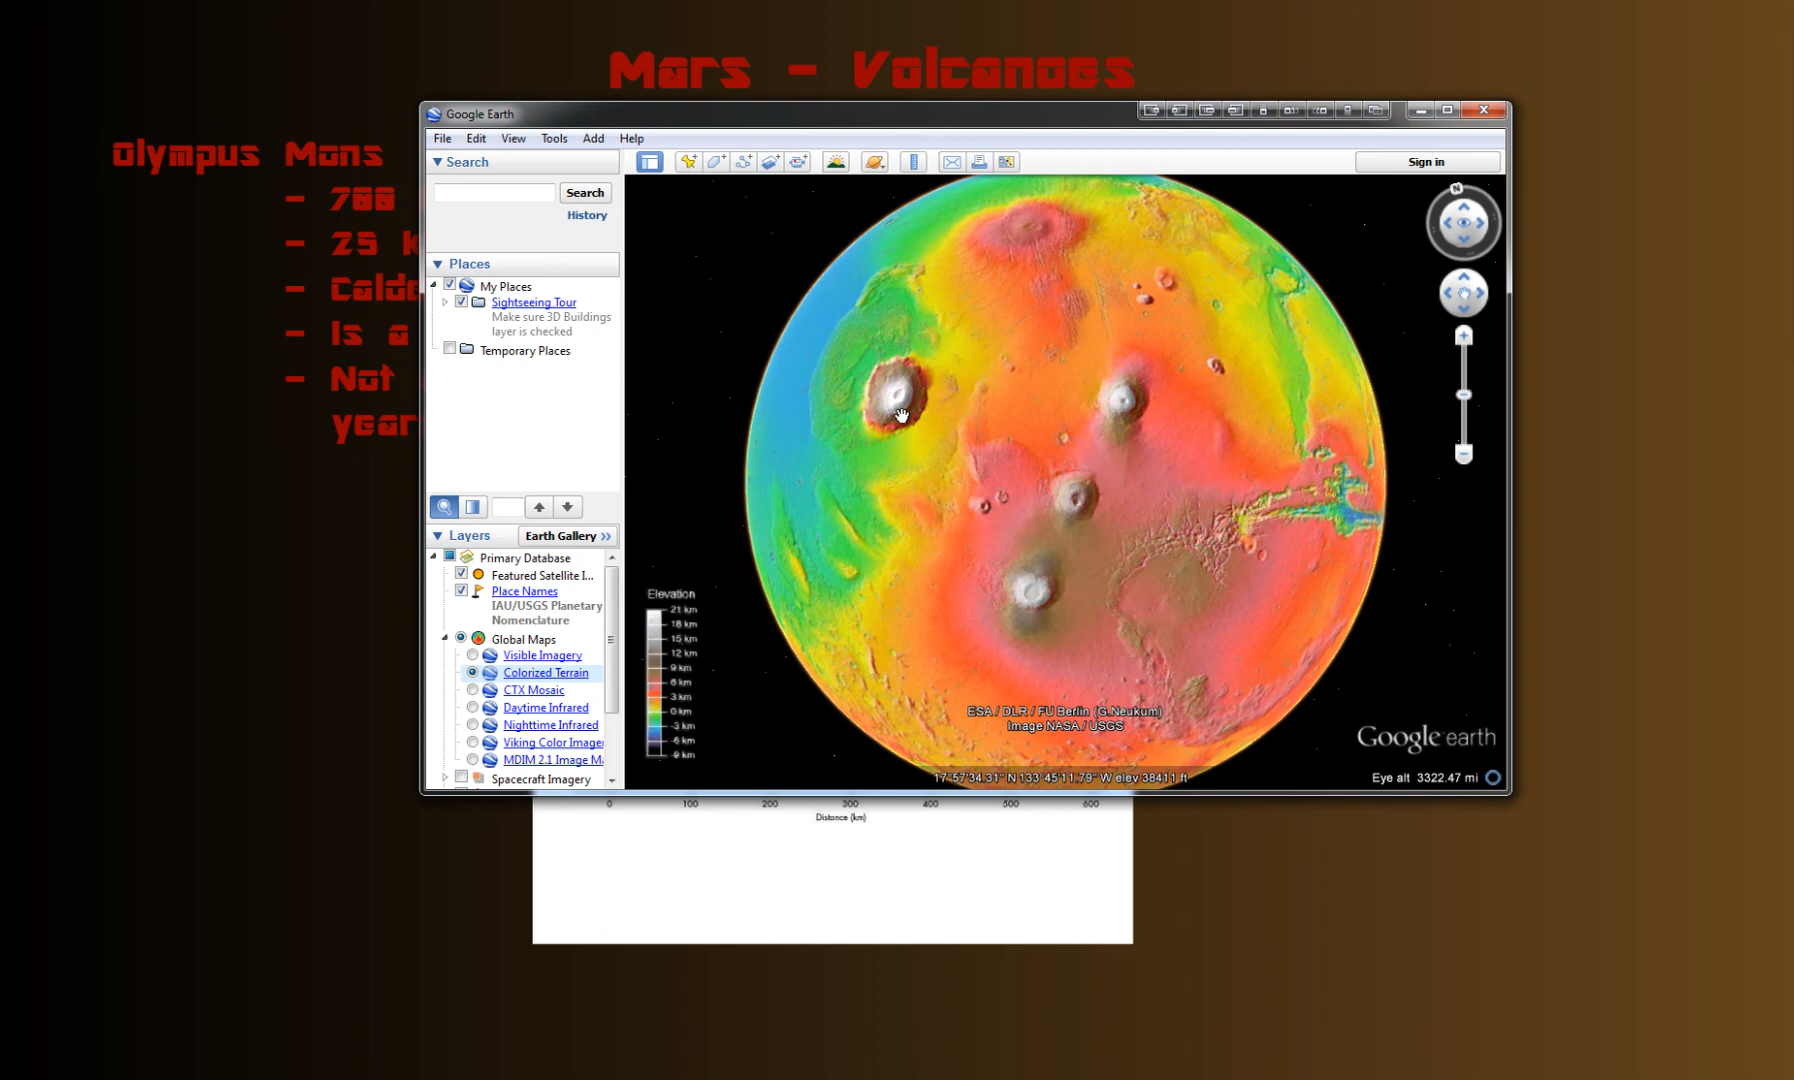 Mars - Volcanoes
Olympus Mons
- 700
- 25 k
- Calde
- Is a
- Not
year
Google Earth
File Edit View Tools Add Help
Search
Search
History
Places
My Places
Sightseeing Tour
Make sure 3D Buildings
layer is checked
Temporary Places
Layers
Earth Gallery >>
Primary Database
Featured Satellite I...
Place Names
IAU/USGS Planetary
Nomenclature
Global Maps
Visible Imagery
Colorized Terrain
CTX Mosaic
Daytime Infrared
Nighttime Infrared
Viking Color Image
MDIM 2.1 Image M
Spacecraft Imagery
Sign in
N
Elevation
21 km
18 km
15 km
12 km
9 km
6 km
3 km
0 km
-3 km
-6 km
-9 km
ESA / DLR / FU Berlin (G.Neukum)
Image NASA / USGS
Google earth
17°57'34.31" N 133°45'11.79" W elev 38411 ft
Eye alt 3322.47 mi
0 100 200 300 400 500 600
Distance (km)